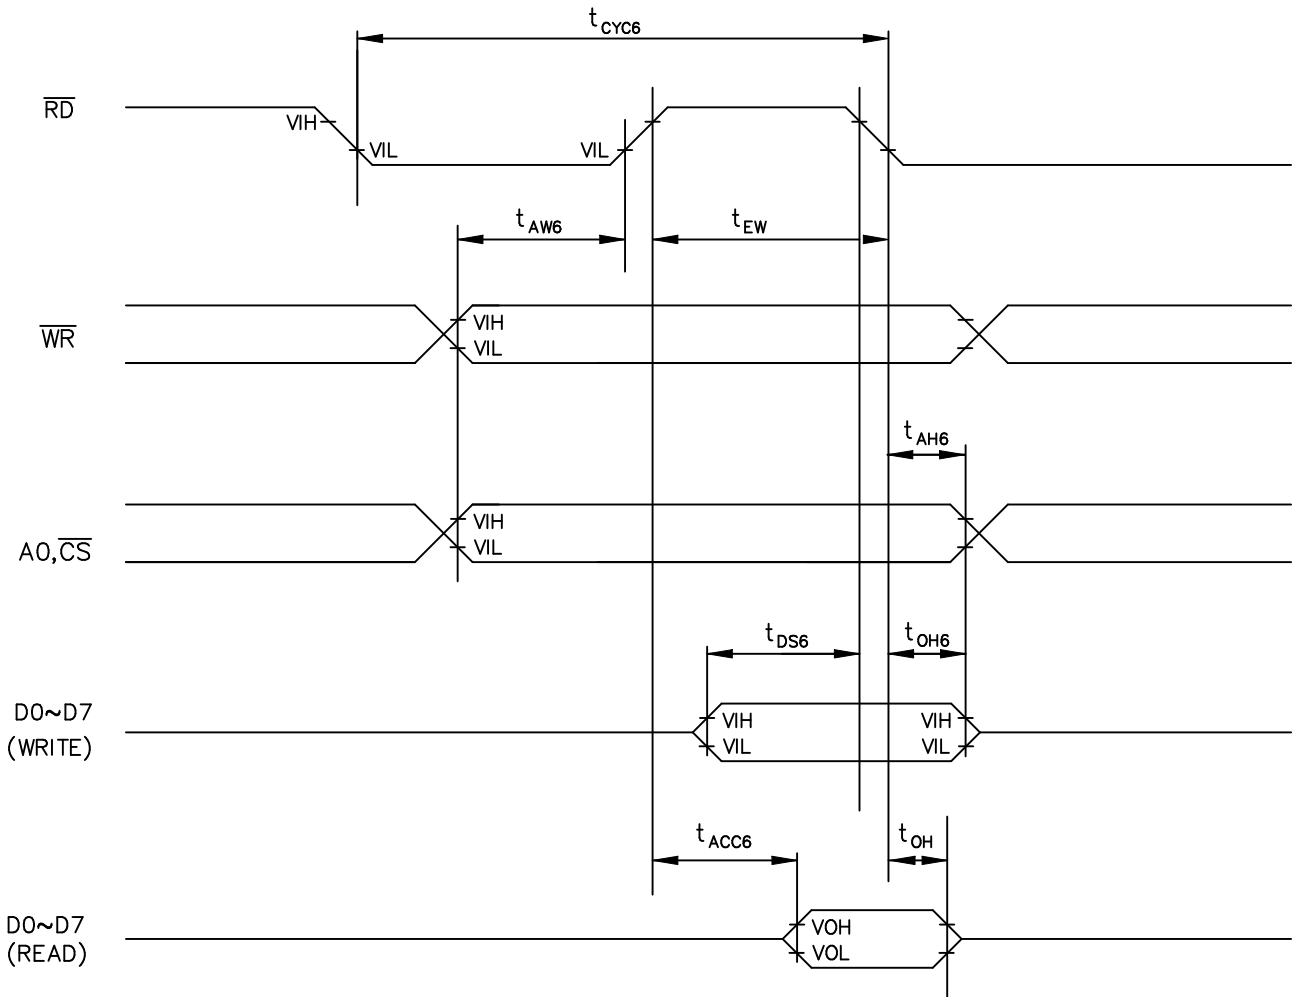 tCYC6
RD
VIH
VIL
VIL
tAW6
tEW
WR
VIH
VIL
tAH6
A0,CS
VIH
VIL
tDS6
tOH6
D0~D7
(WRITE)
VIH
VIL
VIH
VIL
tACC6
tOH
D0~D7
(READ)
VOH
VOL